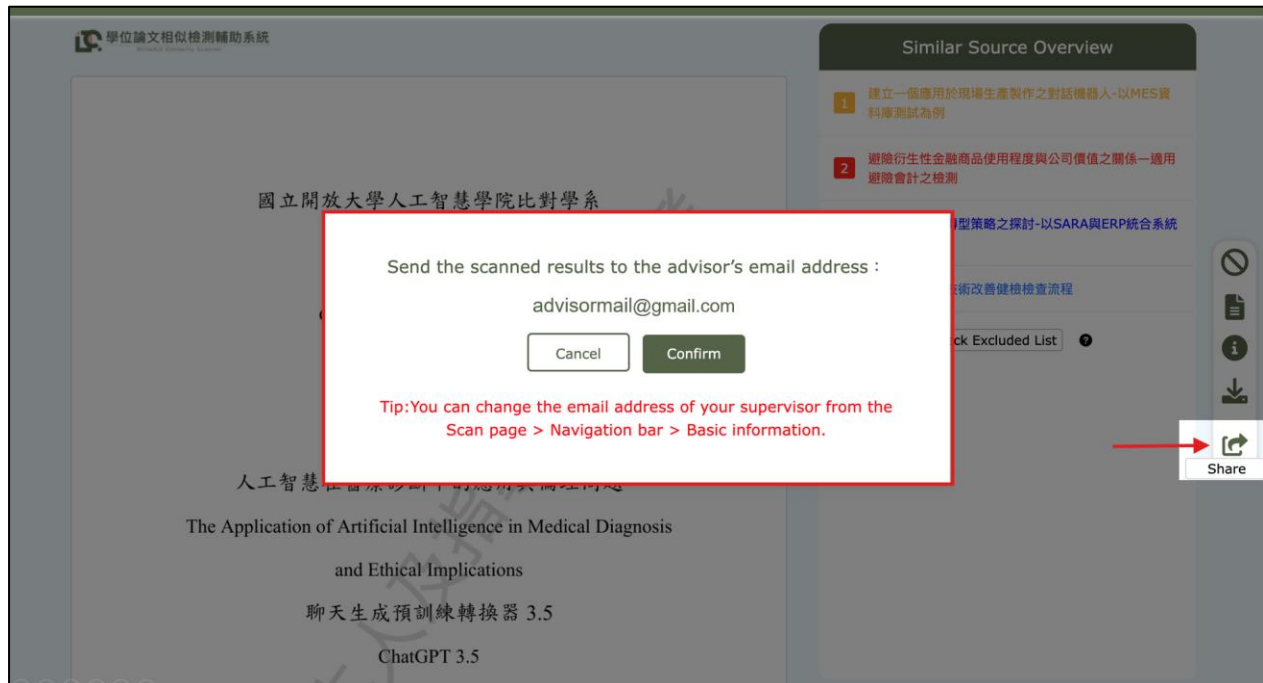 學位論文相似檢測輔助系統
Similar Source Overview
1
建立一個應用於現場生產製作之對話機器人-以MES資
料庫測試為例
2
避險衍生性金融商品使用程度與公司價值之關係—適用
避險會計之檢測
型策略之探討-以SARA與ERP統合系統
術改善健檢檢查流程
ck Excluded List
國立開放大學人工智慧學院比對學系
Send the scanned results to the advisor's email address：
advisormail@gmail.com
Cancel
Confirm
Tip:You can change the email address of your supervisor from the
Scan page > Navigation bar > Basic information.
Share
人工智慧
The Application of Artificial Intelligence in Medical Diagnosis
and Ethical Implications
聊天生成預訓練轉換器 3.5
ChatGPT 3.5